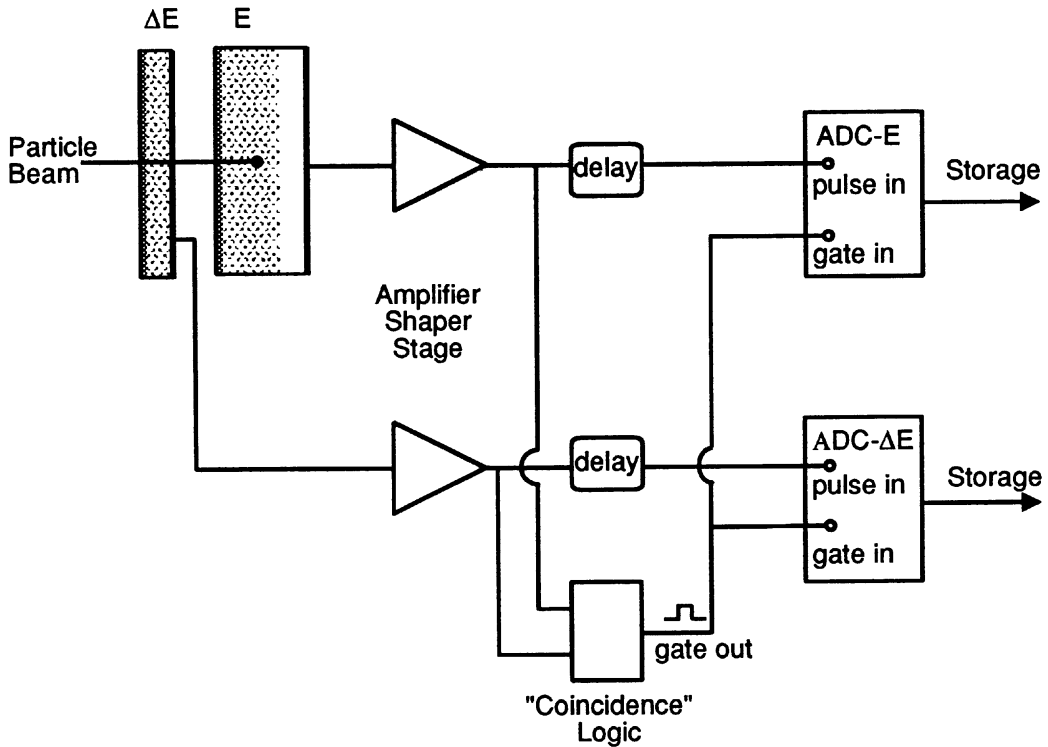 ΔE
E
Particle
Beam
Amplifier
Shaper
Stage
delay
ADC-E
pulse in
gate in
Storage
delay
ADC-ΔE
pulse in
gate in
Storage
gate out
"Coincidence"
Logic